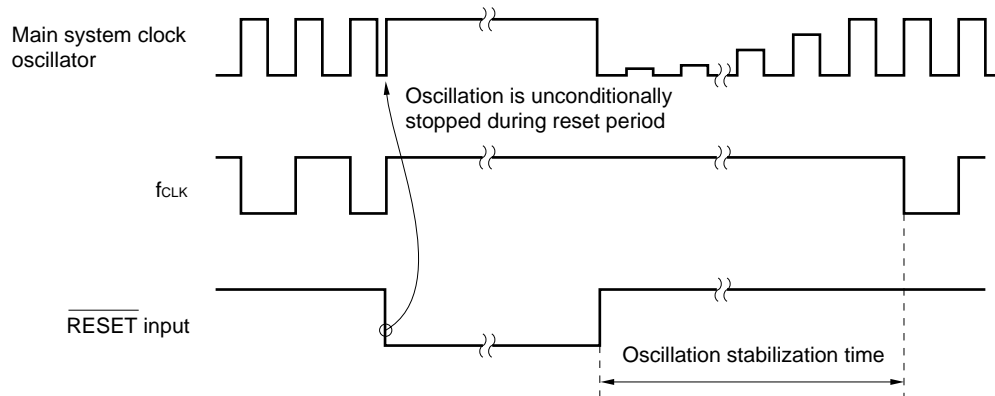 Main system clock
oscillator
Oscillation is unconditionally
stopped during reset period
fCLK
RESET input
Oscillation stabilization time